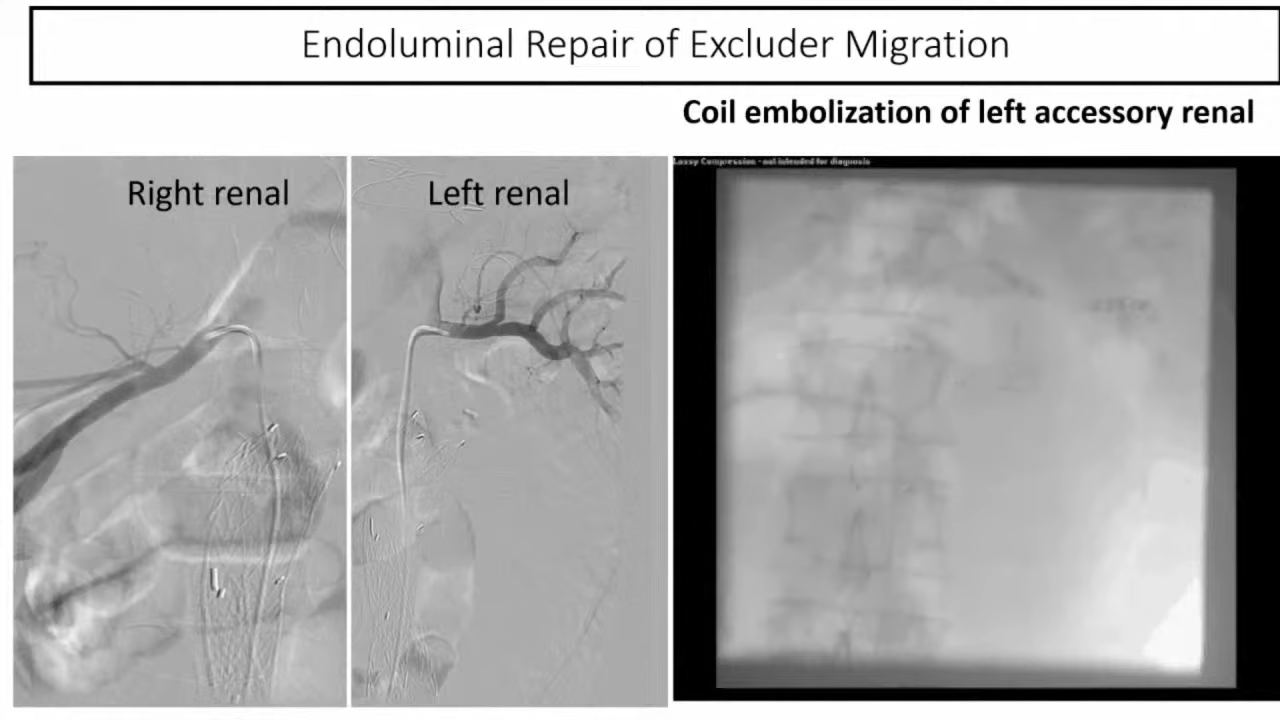 Endoluminal Repair of Excluder Migration
Coil embolization of left accessory renal
Lossy Compression - not intended for diagnosis
Right renal
Left renal